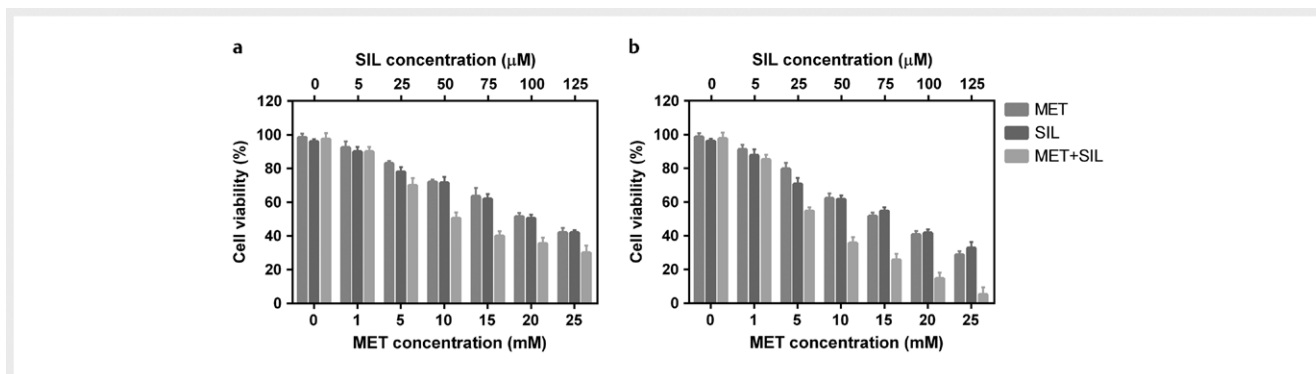 a
SIL concentration (μM)
0 5 25 50 75 100 125
120
100
80
60
40
20
0
Cell viability (%)
0 1 5 10 15 20 25
MET concentration (mM)
b
SIL concentration (μM)
0 5 25 50 75 100 125
120
100
80
60
40
20
0
Cell viability (%)
0 1 5 10 15 20 25
MET concentration (mM)
MET
SIL
MET+SIL